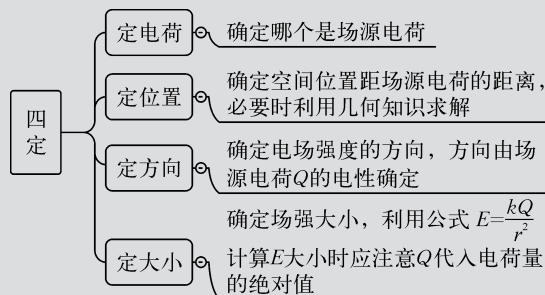 四定
定电荷
确定哪个是场源电荷
定位置
确定空间位置距场源电荷的距离，
必要时利用几何知识求解
定方向
确定电场强度的方向，方向由场
源电荷Q的电性确定
定大小
确定场强大小，利用公式 E=kQ/r²
计算E大小时应注意Q代入电荷量
的绝对值